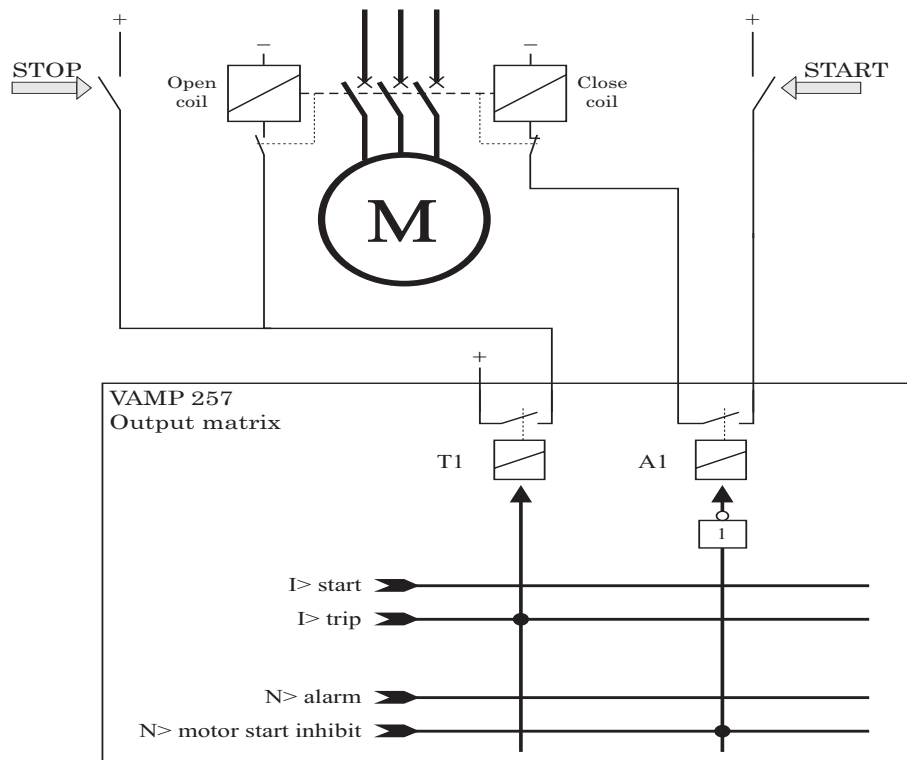 +
+
STOP
START
−
−
Open
coil
Close
coil
M
+
VAMP 257
Output matrix
T1
A1
1
I> start
I> trip
N> alarm
N> motor start inhibit